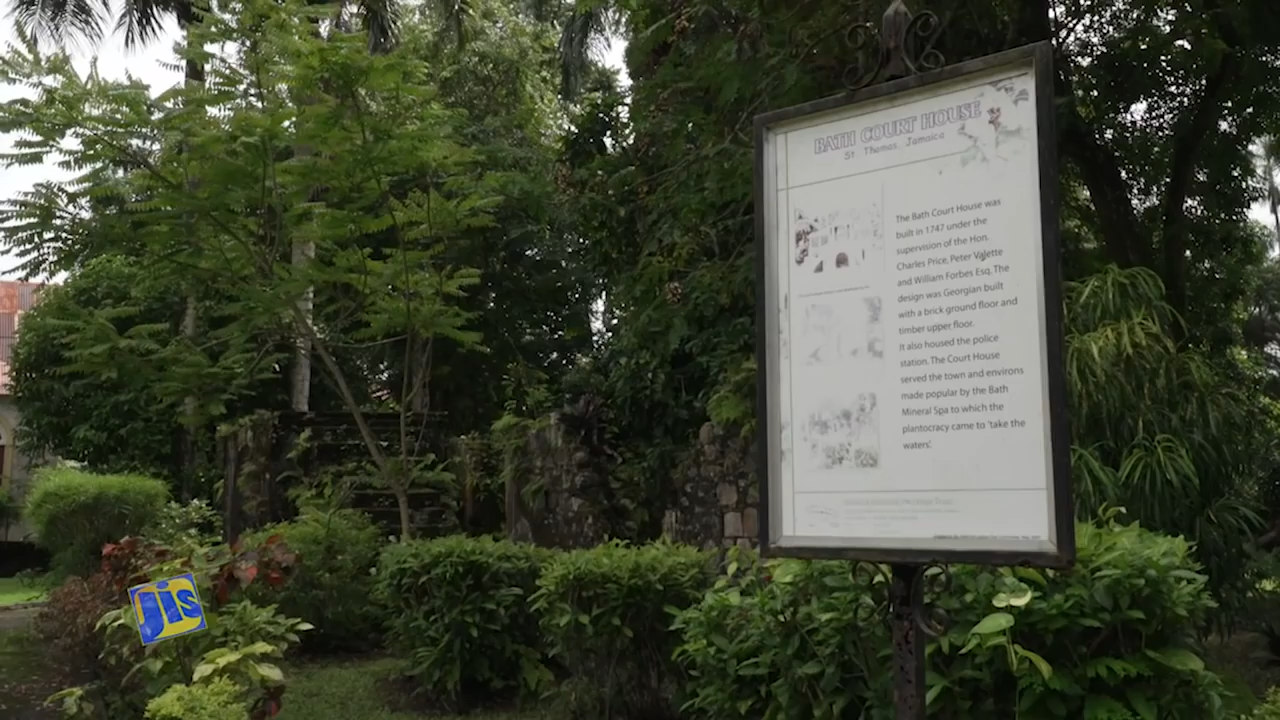 BATH COURT HOUSE
St Thomas, Jamaica
The Bath Court House was
built in 1747 under the
supervision of the Hon.
Charles Price, Peter Valette
and William Forbes Esq. The
design was Georgian built
with a brick ground floor and
timber upper floor.
It also housed the police
station. The Court House
served the town and environs
made popular by the Bath
Mineral Spa to which the
plantocracy came to 'take the
waters'.
jis